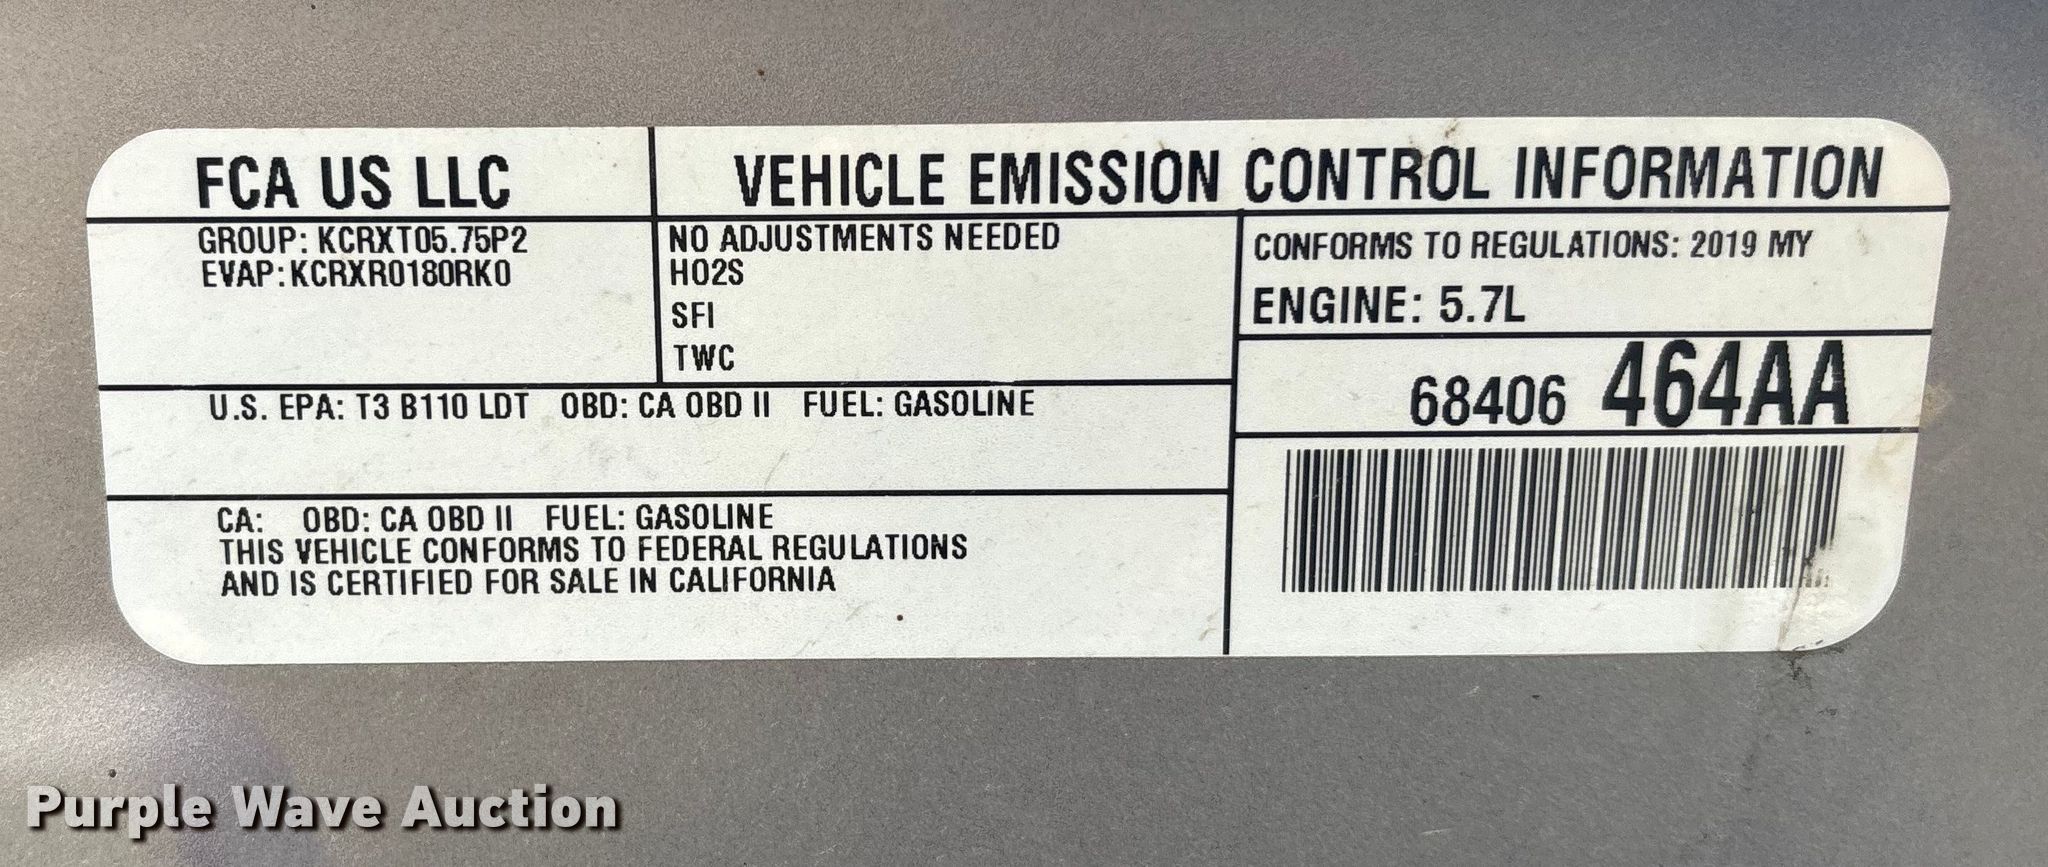 FCA US LLC
VEHICLE EMISSION CONTROL INFORMATION
GROUP: KCRXT05.75P2
EVAP: KCRXR0180RK0
NO ADJUSTMENTS NEEDED
HO2S
SFI
TWC
CONFORMS TO REGULATIONS: 2019 MY
ENGINE: 5.7L
68406 464AA
U.S. EPA: T3 B110 LDT OBD: CA OBD II FUEL: GASOLINE
CA: OBD: CA OBD II FUEL: GASOLINE
THIS VEHICLE CONFORMS TO FEDERAL REGULATIONS
AND IS CERTIFIED FOR SALE IN CALIFORNIA
Purple Wave Auction